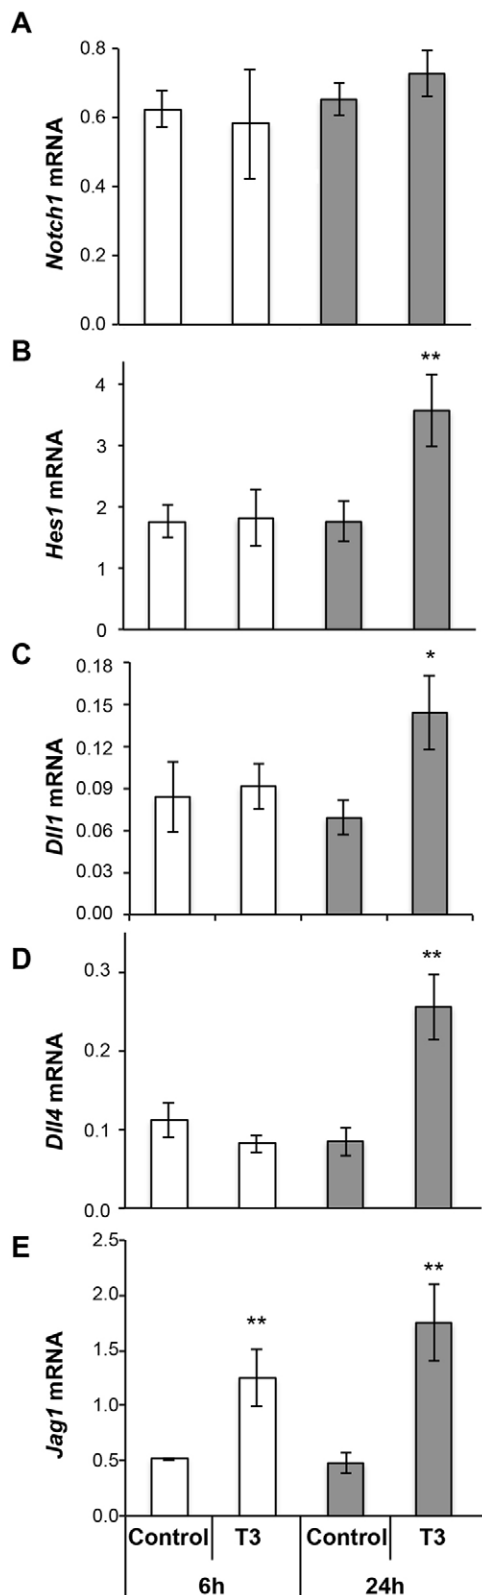 A
Notch1 mRNA
0.8
0.6
0.4
0.2
0.0
B
**
Hes1 mRNA
4
3
2
1
0
C
*
Dll1 mRNA
0.18
0.15
0.12
0.09
0.06
0.03
0.00
D
**
Dll4 mRNA
0.3
0.2
0.1
0.0
E
**
**
Jag1 mRNA
2.5
2.0
1.5
1.0
0.5
0.0
Control T3 Control T3
6h 24h